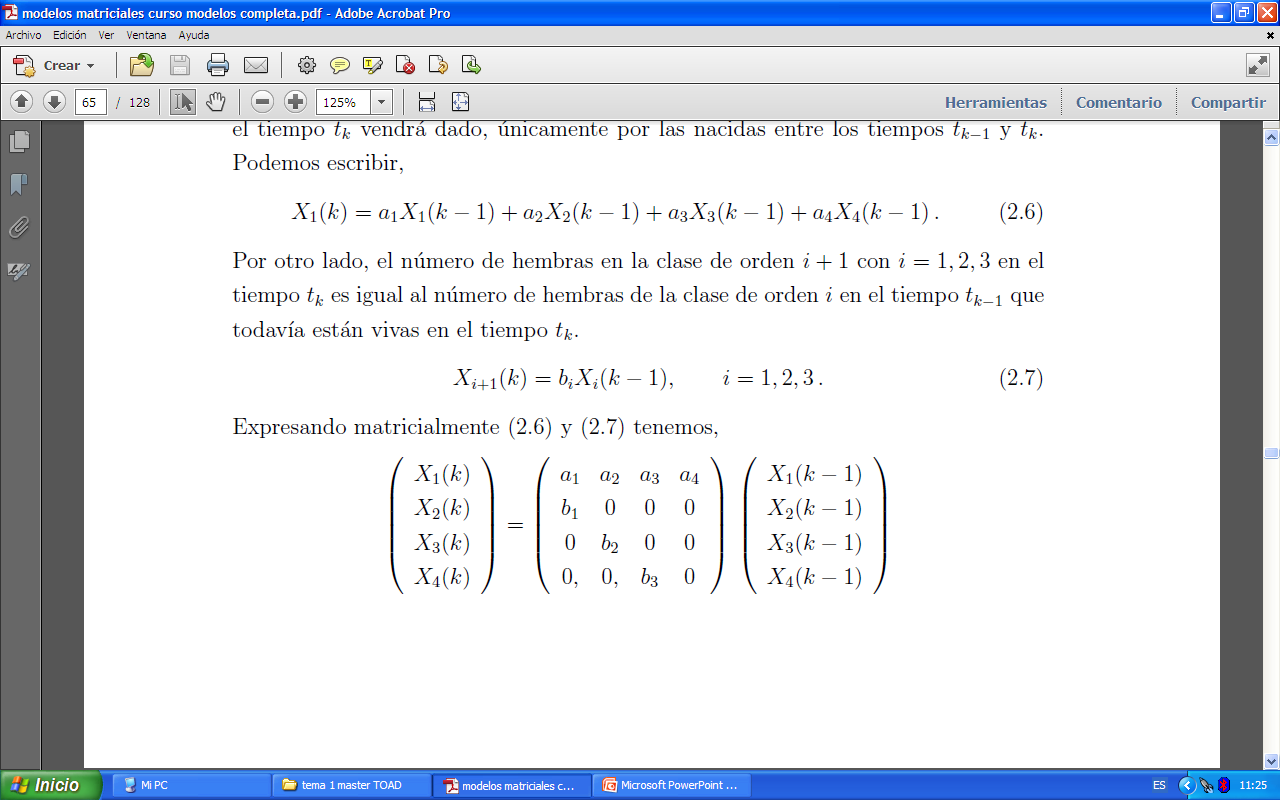 modelos matriciales curso modelos completa.pdf - Adobe Acrobat Pro
Archivo Edición Ver Ventana Ayuda
Crear
65 / 128 125% Herramientas Comentario Compartir
el tiempo t_k vendrá dado, únicamente por las nacidas entre los tiempos t_{k−1} y t_k.
Podemos escribir,
X_1(k) = a_1X_1(k − 1) + a_2X_2(k − 1) + a_3X_3(k − 1) + a_4X_4(k − 1) . (2.6)
Por otro lado, el número de hembras en la clase de orden i + 1 con i = 1, 2, 3 en el
tiempo t_k es igual al número de hembras de la clase de orden i en el tiempo t_{k−1} que
todavía están vivas en el tiempo t_k.
X_{i+1}(k) = b_iX_i(k − 1), i = 1, 2, 3 . (2.7)
Expresando matricialmente (2.6) y (2.7) tenemos,
X_1(k) a_1 a_2 a_3 a_4 X_1(k − 1)
X_2(k) b_1 0 0 0 X_2(k − 1)
=
X_3(k) 0 b_2 0 0 X_3(k − 1)
X_4(k) 0, 0, b_3 0 X_4(k − 1)
Inicio Mi PC tema 1 master TOAD modelos matriciales c... Microsoft PowerPoint ... ES 11:25